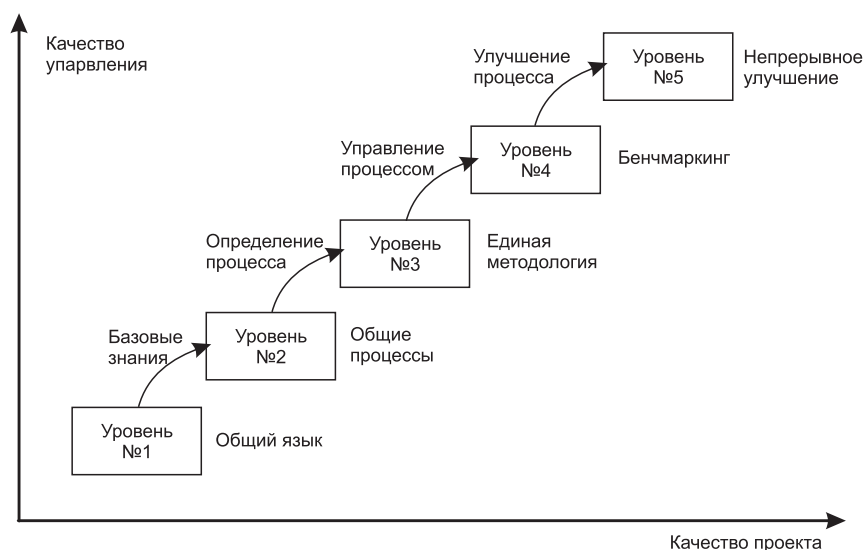 Качество
упарвления
Улучшение
процесса
Уровень
№5
Непрерывное
улучшение
Управление
процессом
Уровень
№4
Бенчмаркинг
Определение
процесса
Уровень
№3
Единая
методология
Базовые
знания
Уровень
№2
Общие
процессы
Уровень
№1
Общий язык
Качество проекта